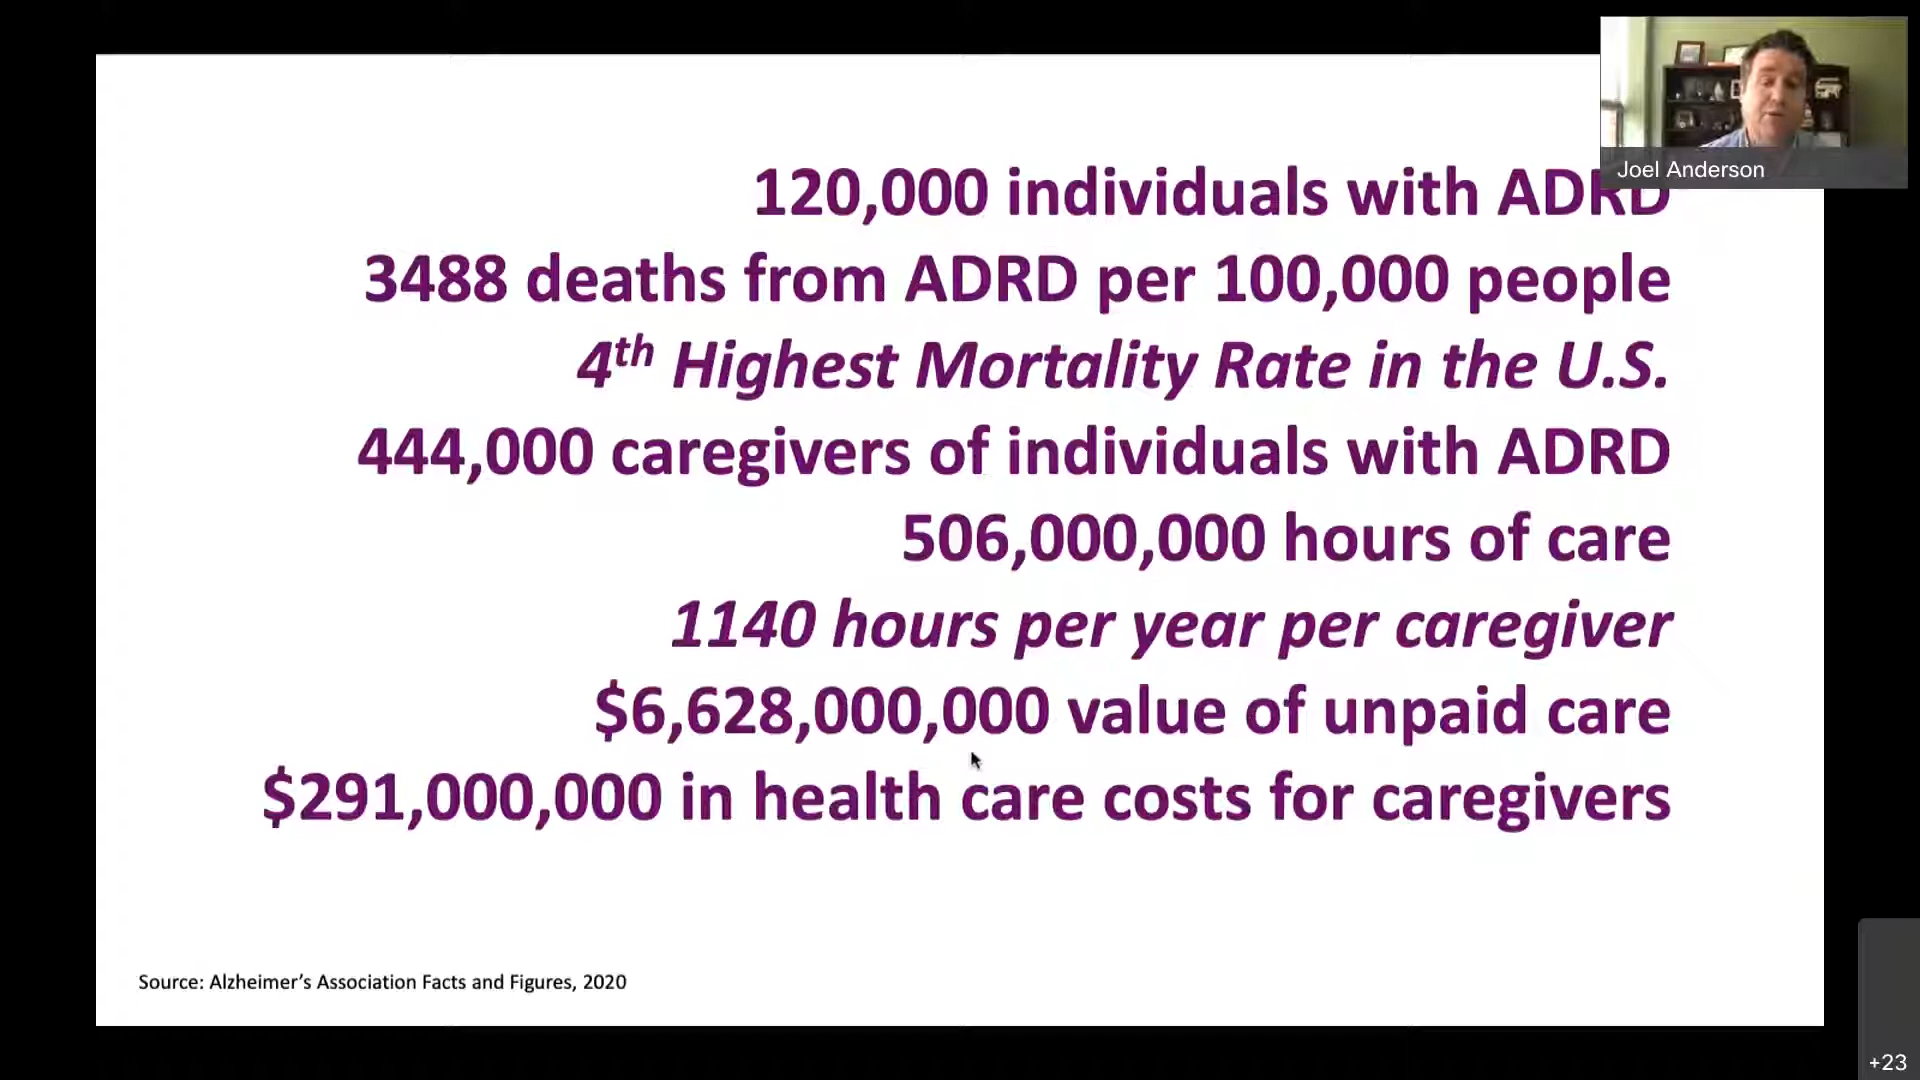 Joel Anderson
120,000 individuals with ADRD
3488 deaths from ADRD per 100,000 people
4th Highest Mortality Rate in the U.S.
444,000 caregivers of individuals with ADRD
506,000,000 hours of care
1140 hours per year per caregiver
$6,628,000,000 value of unpaid care
$291,000,000 in health care costs for caregivers
Source: Alzheimer’s Association Facts and Figures, 2020
+23